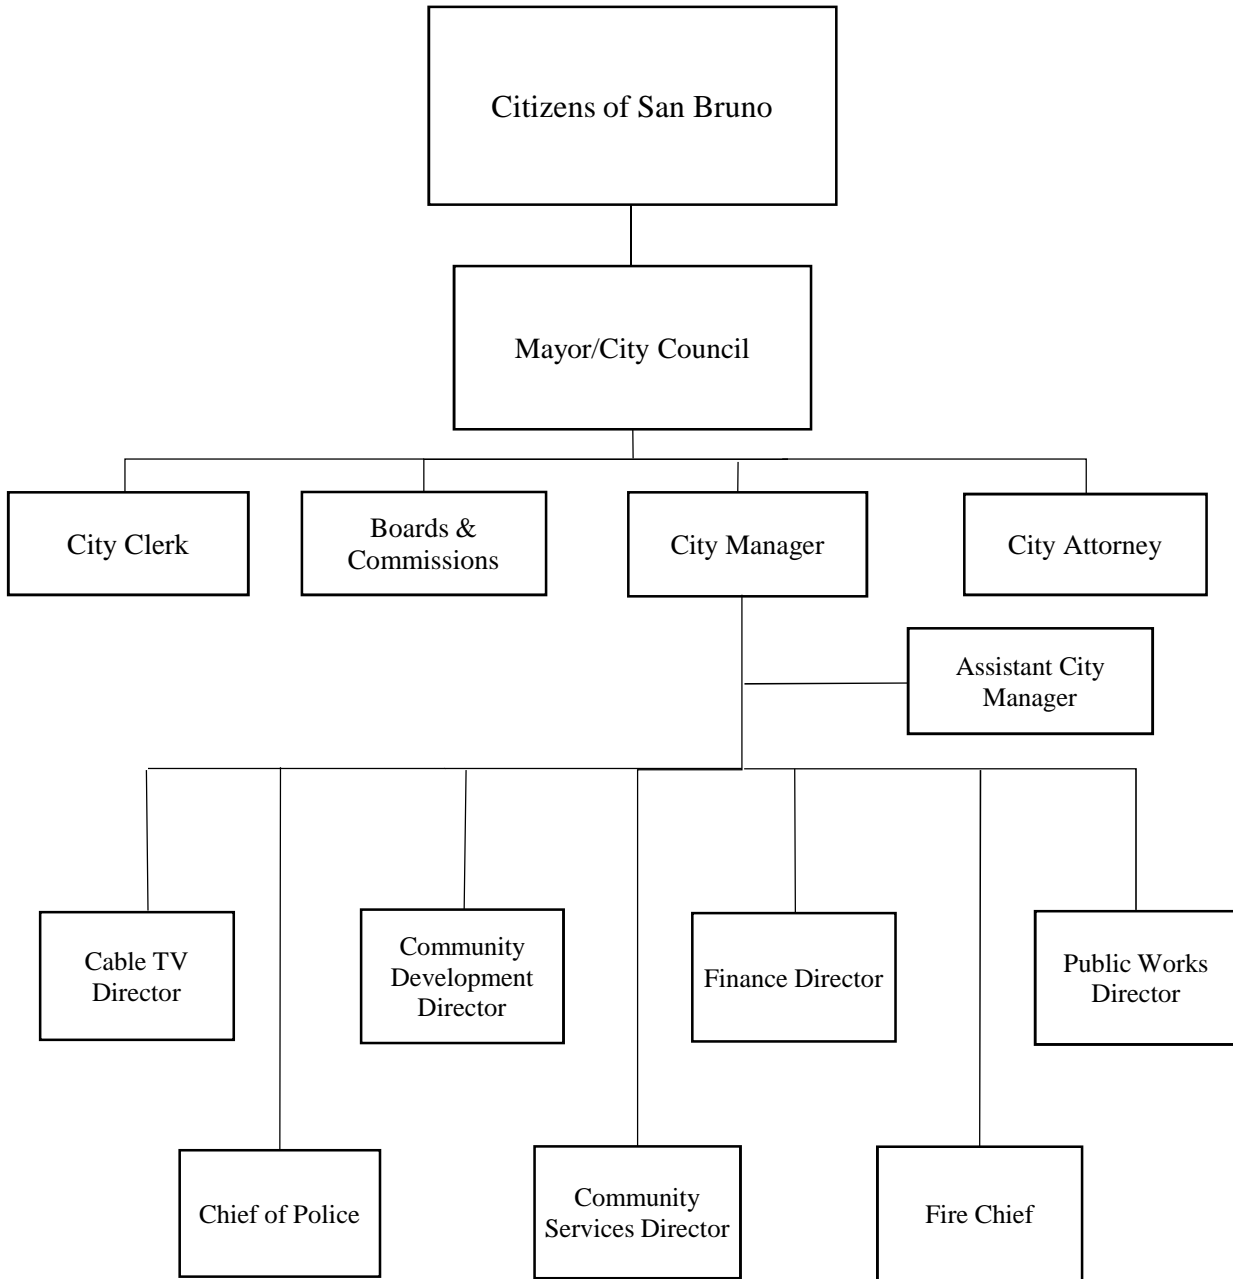 Citizens of San Bruno
Mayor/City Council
City Clerk
Boards &
Commissions
City Manager
City Attorney
Assistant City
Manager
Cable TV
Director
Community
Development
Director
Finance Director
Public Works
Director
Chief of Police
Community
Services Director
Fire Chief